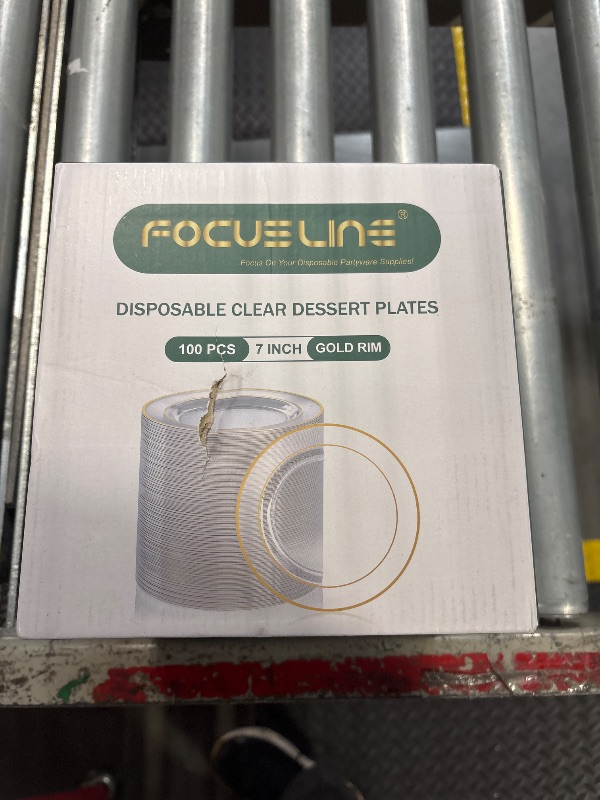 FOCUSLINE®
Focus On Your Disposable Partyware Supplies!
DISPOSABLE CLEAR DESSERT PLATES
100 PCS 7 INCH GOLD RIM